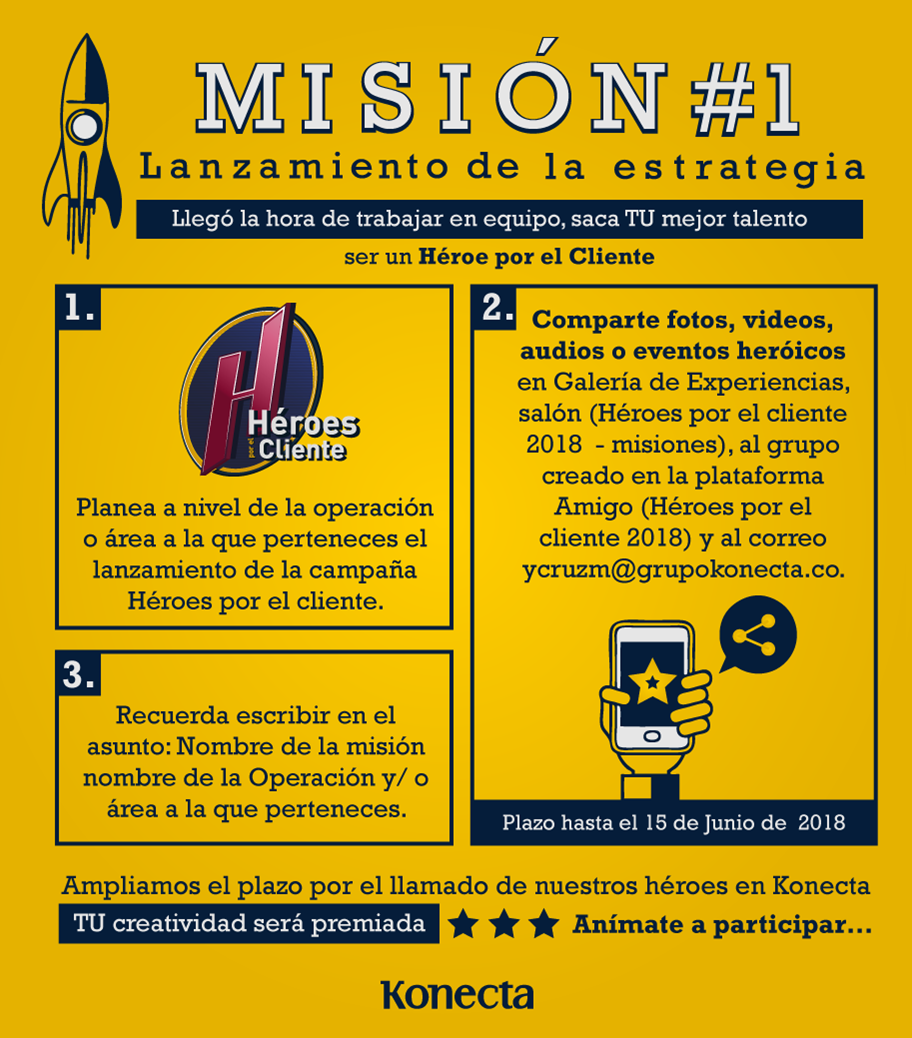 MISIÓN #1
Lanzamiento de la estrategia
Llegó la hora de trabajar en equipo, saca TU mejor talento
ser un Héroe por el Cliente
1.
H
Héroes
por el
Cliente
Planea a nivel de la operación
o área a la que perteneces el
lanzamiento de la campaña
Héroes por el cliente.
2.
Comparte fotos, videos,
audios o eventos heróicos
en Galería de Experiencias,
salón (Héroes por el cliente
2018 - misiones), al grupo
creado en la plataforma
Amigo (Héroes por el
cliente 2018) y al correo
ycruzm@grupokonecta.co.
Plazo hasta el 15 de Junio de 2018
3.
Recuerda escribir en el
asunto: Nombre de la misión
nombre de la Operación y/ o
área a la que perteneces.
Ampliamos el plazo por el llamado de nuestros héroes en Konecta
TU creatividad será premiada
Anímate a participar...
Konecta